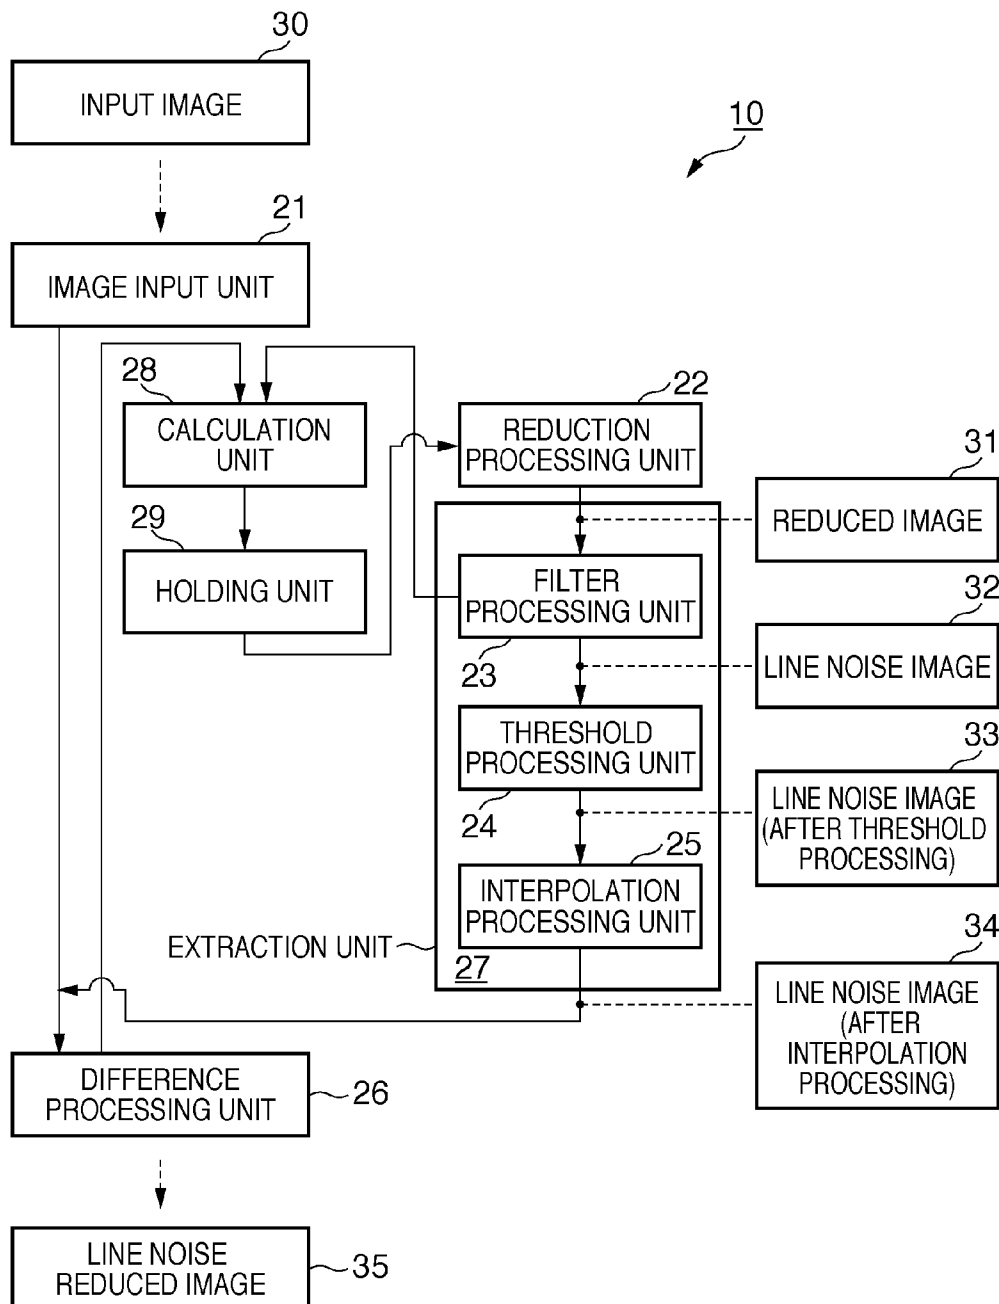 30
INPUT IMAGE
10
21
IMAGE INPUT UNIT
28
CALCULATION
UNIT
22
REDUCTION
PROCESSING UNIT
31
REDUCED IMAGE
29
HOLDING UNIT
FILTER
PROCESSING UNIT
23
32
LINE NOISE IMAGE
THRESHOLD
PROCESSING UNIT
24
33
LINE NOISE IMAGE
(AFTER THRESHOLD
PROCESSING)
25
INTERPOLATION
PROCESSING UNIT
EXTRACTION UNIT
27
34
LINE NOISE IMAGE
(AFTER
INTERPOLATION
PROCESSING)
DIFFERENCE
PROCESSING UNIT
26
LINE NOISE
REDUCED IMAGE
35